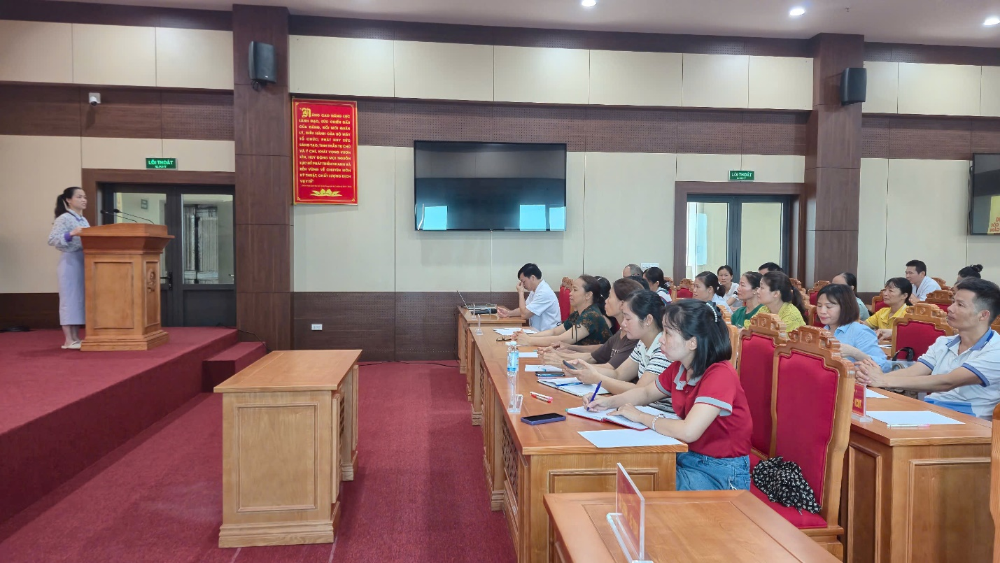 LỐI THOÁT
EXIT
"NÂNG CAO NĂNG LỰC
LÃNH ĐẠO, SỨC CHIẾN ĐẤU
CỦA ĐẢNG, ĐỔI MỚI QUẢN
LÝ, ĐIỀU HÀNH CỦA BỘ MÁY
TỔ CHỨC; PHÁT HUY SỨC
SÁNG TẠO, TINH THẦN TỰ CHỦ
VÀ Ý CHÍ, KHÁT VỌNG VƯƠN
LÊN, HUY ĐỘNG MỌI NGUỒN
LỰC ĐỂ PHÁT TRIỂN NHANH VÀ
BỀN VỮNG VỀ CHUYÊN MÔN
KỸ THUẬT, CHẤT LƯỢNG DỊCH
VỤ Y TẾ"
LỐI THOÁT
EXIT